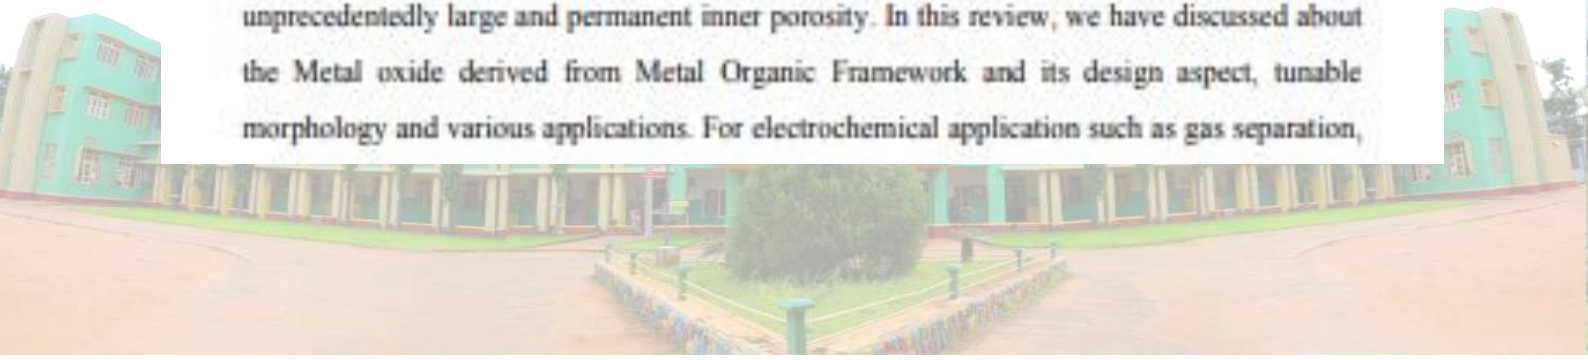 unprecedentedly large and permanent inner porosity. In this review, we have discussed about
the Metal oxide derived from Metal Organic Framework and its design aspect, tunable
morphology and various applications. For electrochemical application such as gas separation,